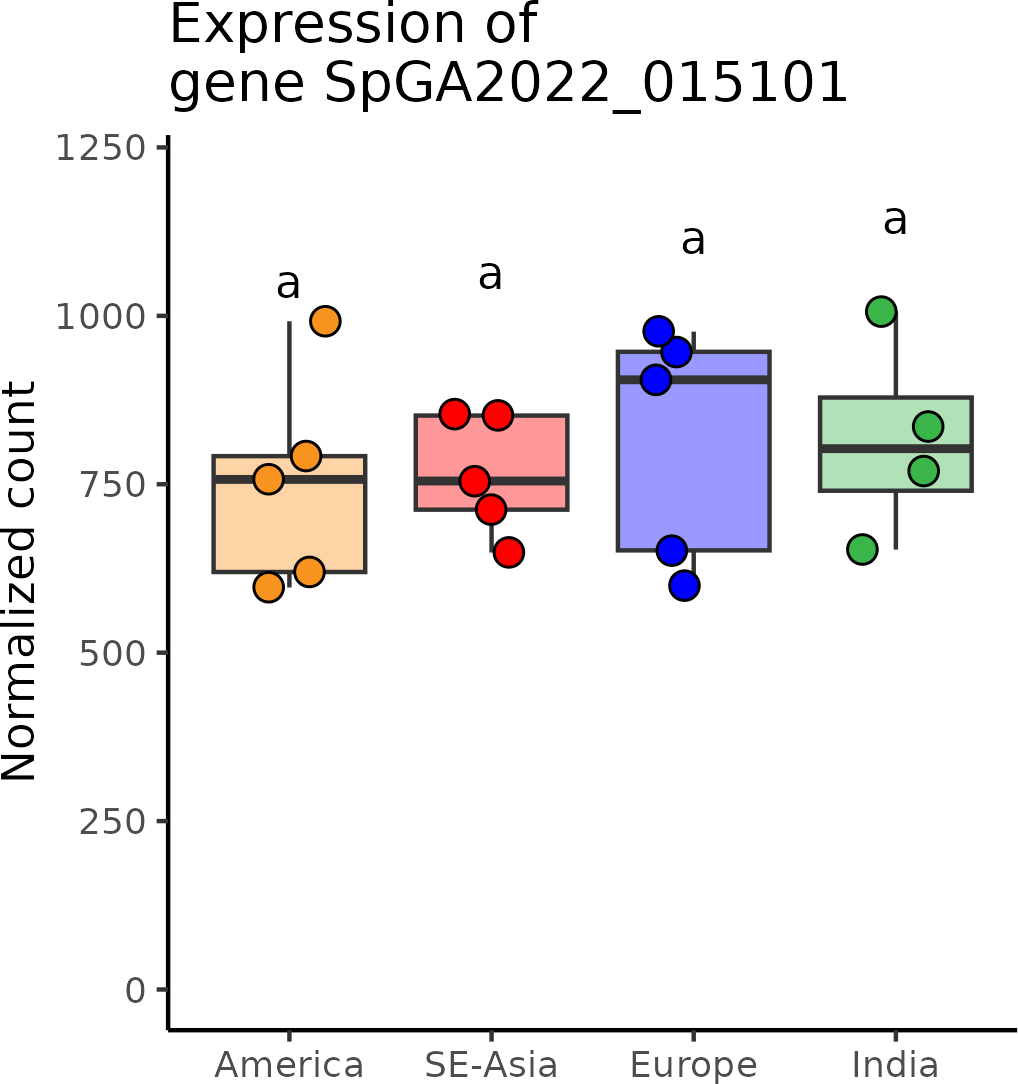 Expression of
gene SpGA2022_015101
Normalized count
1250
1000
750
500
250
0
a
a
a
a
America
SE-Asia
Europe
India